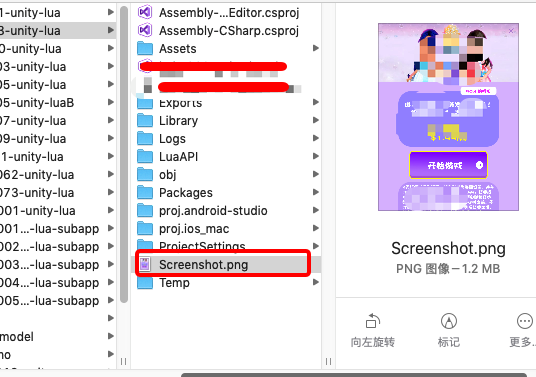 1-unity-lua
3-unity-lua
0-unity-lua
03-unity-lua
05-unity-lua
05-unity-luaB
07-unity-lua
09-unity-lua
1-unity-lua
062-unity-lua
073-unity-lua
001-unity-lua
001...-lua-subapp
002...-lua-subapp
003...-lua-subapp
004...-lua-subapp
005...-lua-subapp
model
no
Assembly-...Editor.csproj
Assembly-CSharp.csproj
Assets
Exports
Library
Logs
LuaAPI
obj
Packages
proj.android-studio
proj.ios_mac
ProjectSettings
Screenshot.png
Temp
开始游戏
Screenshot.png
PNG 图像 – 1.2 MB
向左旋转
标记
更多...